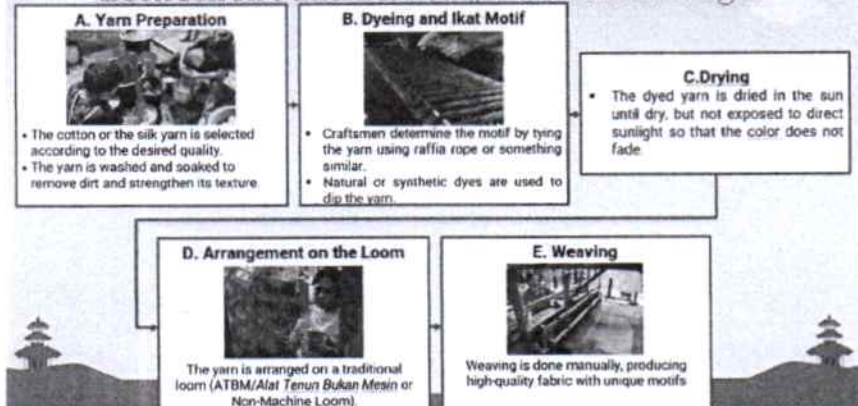 A. Yarn Preparation
• The cotton or the silk yarn is selected
according to the desired quality.
• The yarn is washed and soaked to
remove dirt and strengthen its texture.
B. Dyeing and Ikat Motif
• Craftsmen determine the motif by tying
the yarn using raffia rope or something
similar.
• Natural or synthetic dyes are used to
dip the yarn.
C.Drying
• The dyed yarn is dried in the sun
until dry, but not exposed to direct
sunlight so that the color does not
fade.
D. Arrangement on the Loom
The yarn is arranged on a traditional
loom (ATBM/Alat Tenun Bukan Mesin or
Non-Machine Loom).
E. Weaving
Weaving is done manually, producing
high-quality fabric with unique motifs